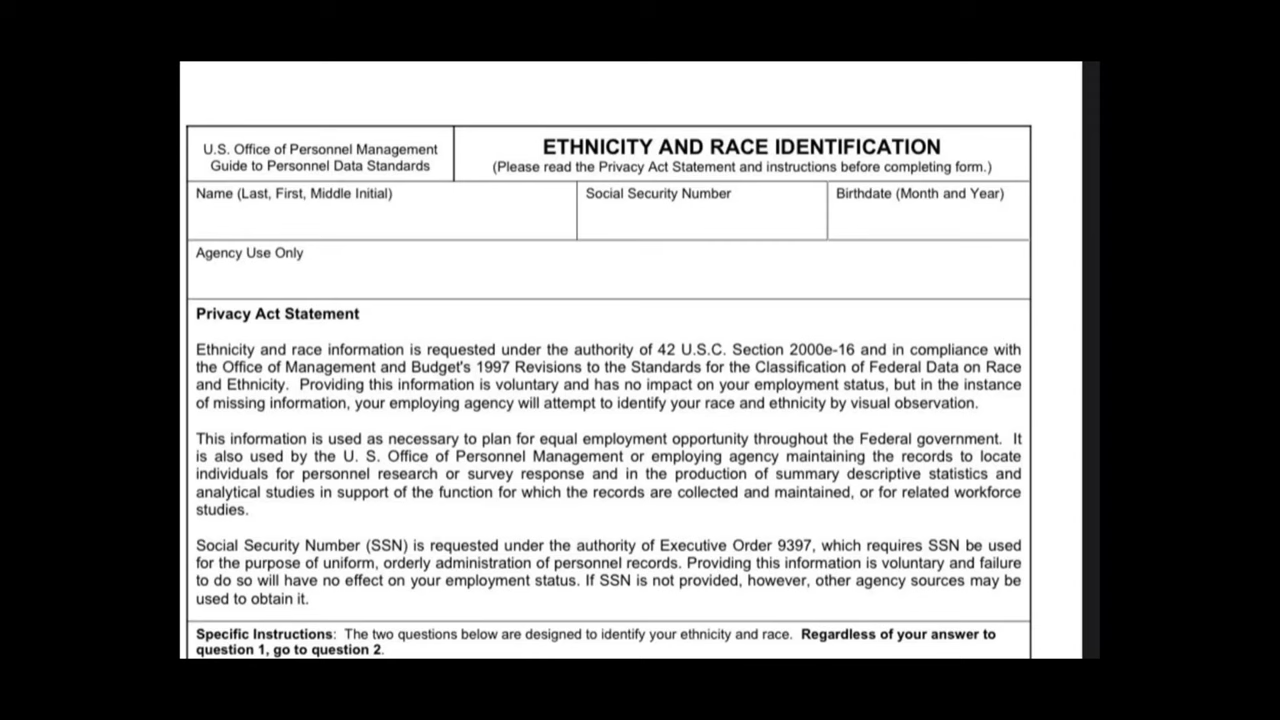 U.S. Office of Personnel Management
Guide to Personnel Data Standards
ETHNICITY AND RACE IDENTIFICATION
(Please read the Privacy Act Statement and instructions before completing form.)
Name (Last, First, Middle Initial)
Social Security Number
Birthdate (Month and Year)
Agency Use Only
Privacy Act Statement
Ethnicity and race information is requested under the authority of 42 U.S.C. Section 2000e-16 and in compliance with
the Office of Management and Budget's 1997 Revisions to the Standards for the Classification of Federal Data on Race
and Ethnicity. Providing this information is voluntary and has no impact on your employment status, but in the instance
of missing information, your employing agency will attempt to identify your race and ethnicity by visual observation.
This information is used as necessary to plan for equal employment opportunity throughout the Federal government. It
is also used by the U. S. Office of Personnel Management or employing agency maintaining the records to locate
individuals for personnel research or survey response and in the production of summary descriptive statistics and
analytical studies in support of the function for which the records are collected and maintained, or for related workforce
studies.
Social Security Number (SSN) is requested under the authority of Executive Order 9397, which requires SSN be used
for the purpose of uniform, orderly administration of personnel records. Providing this information is voluntary and failure
to do so will have no effect on your employment status. If SSN is not provided, however, other agency sources may be
used to obtain it.
Specific Instructions: The two questions below are designed to identify your ethnicity and race. Regardless of your answer to
question 1, go to question 2.